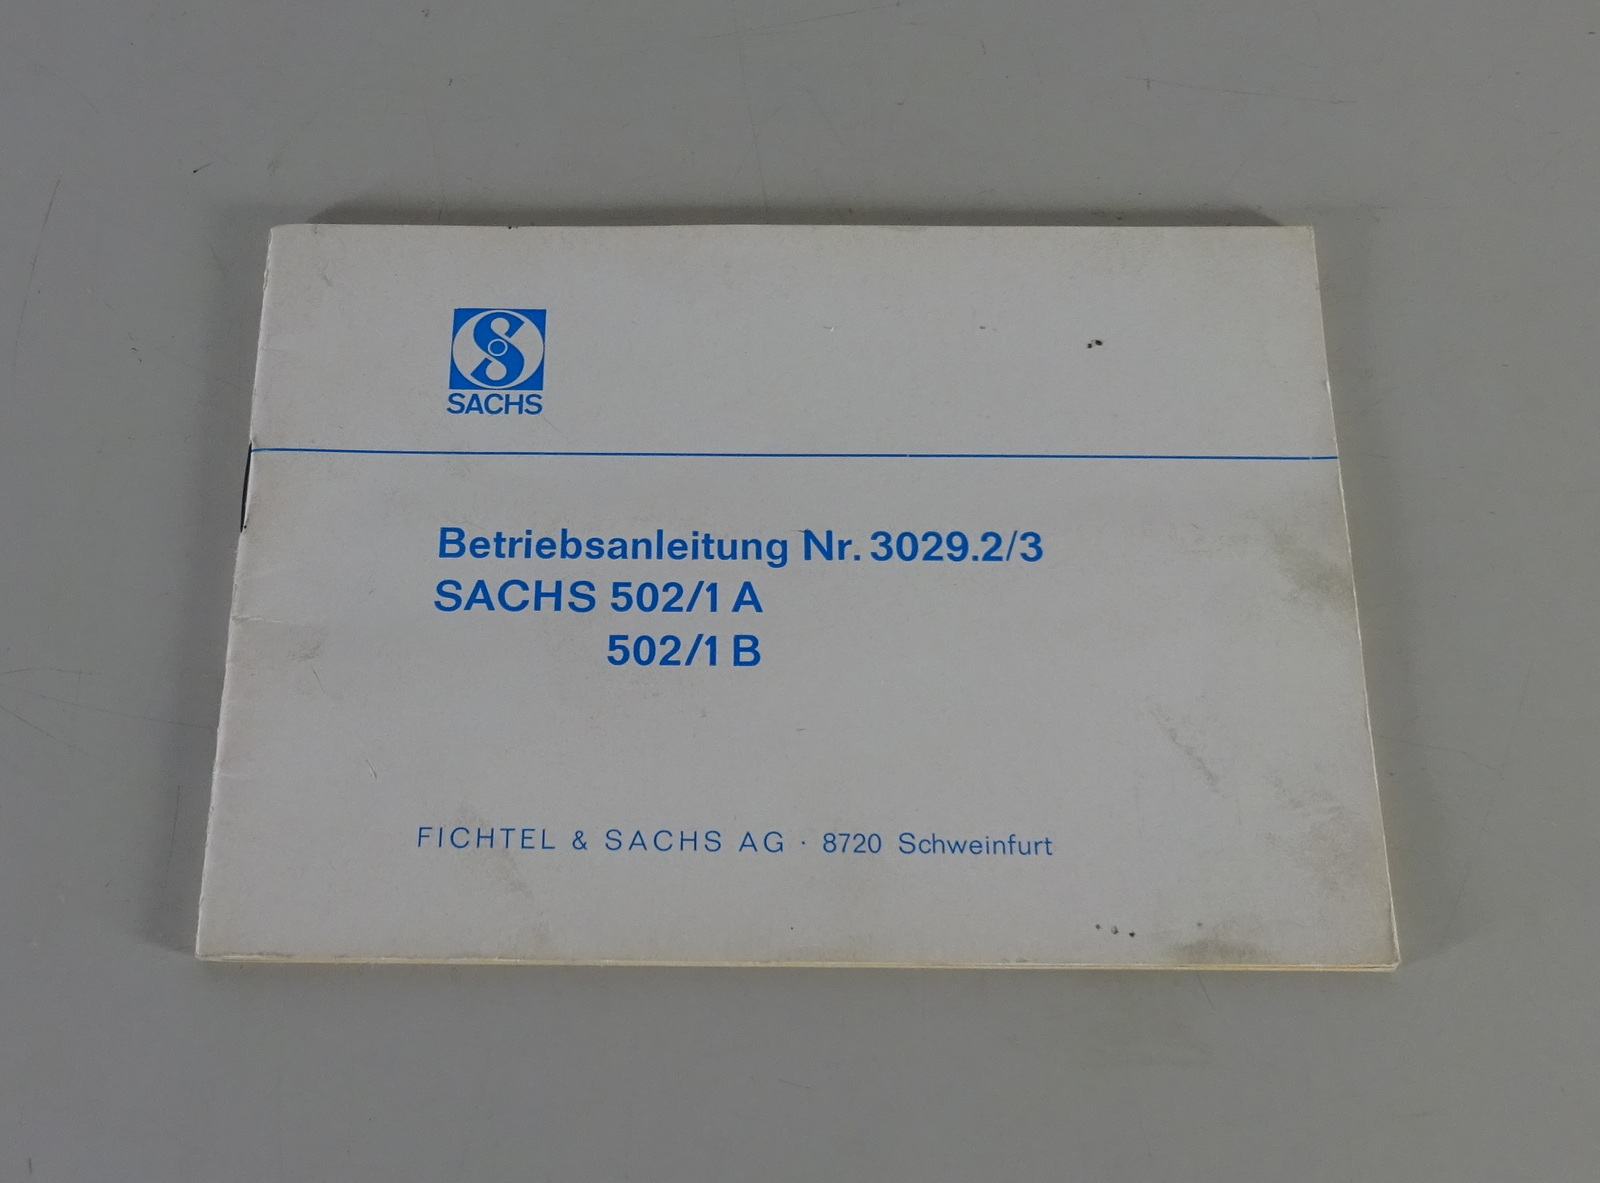 SACHS
Betriebsanleitung Nr. 3029.2/3
SACHS 502/1 A
502/1 B
FICHTEL & SACHS AG · 8720 Schweinfurt